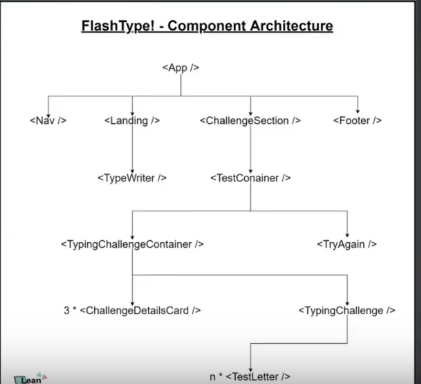 FlashType! - Component Architecture
<App />
<Nav />
<Landing />
<ChallengeSection />
<Footer />
<TypeWriter />
<TestConainer />
<TypingChallengeContainer />
<TryAgain />
3 * <ChallengeDetailsCard />
<TypingChallenge />
n * <TestLetter />
Lean